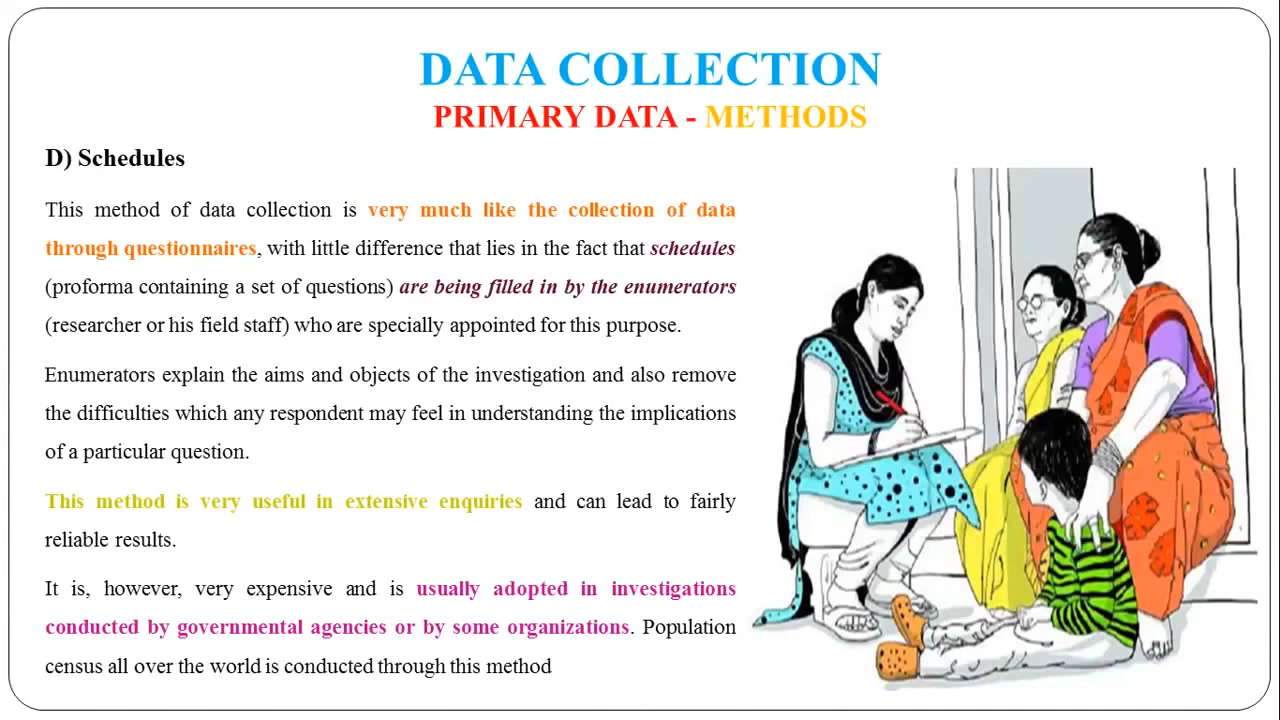 DATA COLLECTION
PRIMARY DATA - METHODS
D) Schedules
This method of data collection is very much like the collection of data
through questionnaires, with little difference that lies in the fact that schedules
(proforma containing a set of questions) are being filled in by the enumerators
(researcher or his field staff) who are specially appointed for this purpose.
Enumerators explain the aims and objects of the investigation and also remove
the difficulties which any respondent may feel in understanding the implications
of a particular question.
This method is very useful in extensive enquiries and can lead to fairly
reliable results.
It is, however, very expensive and is usually adopted in investigations
conducted by governmental agencies or by some organizations. Population
census all over the world is conducted through this method